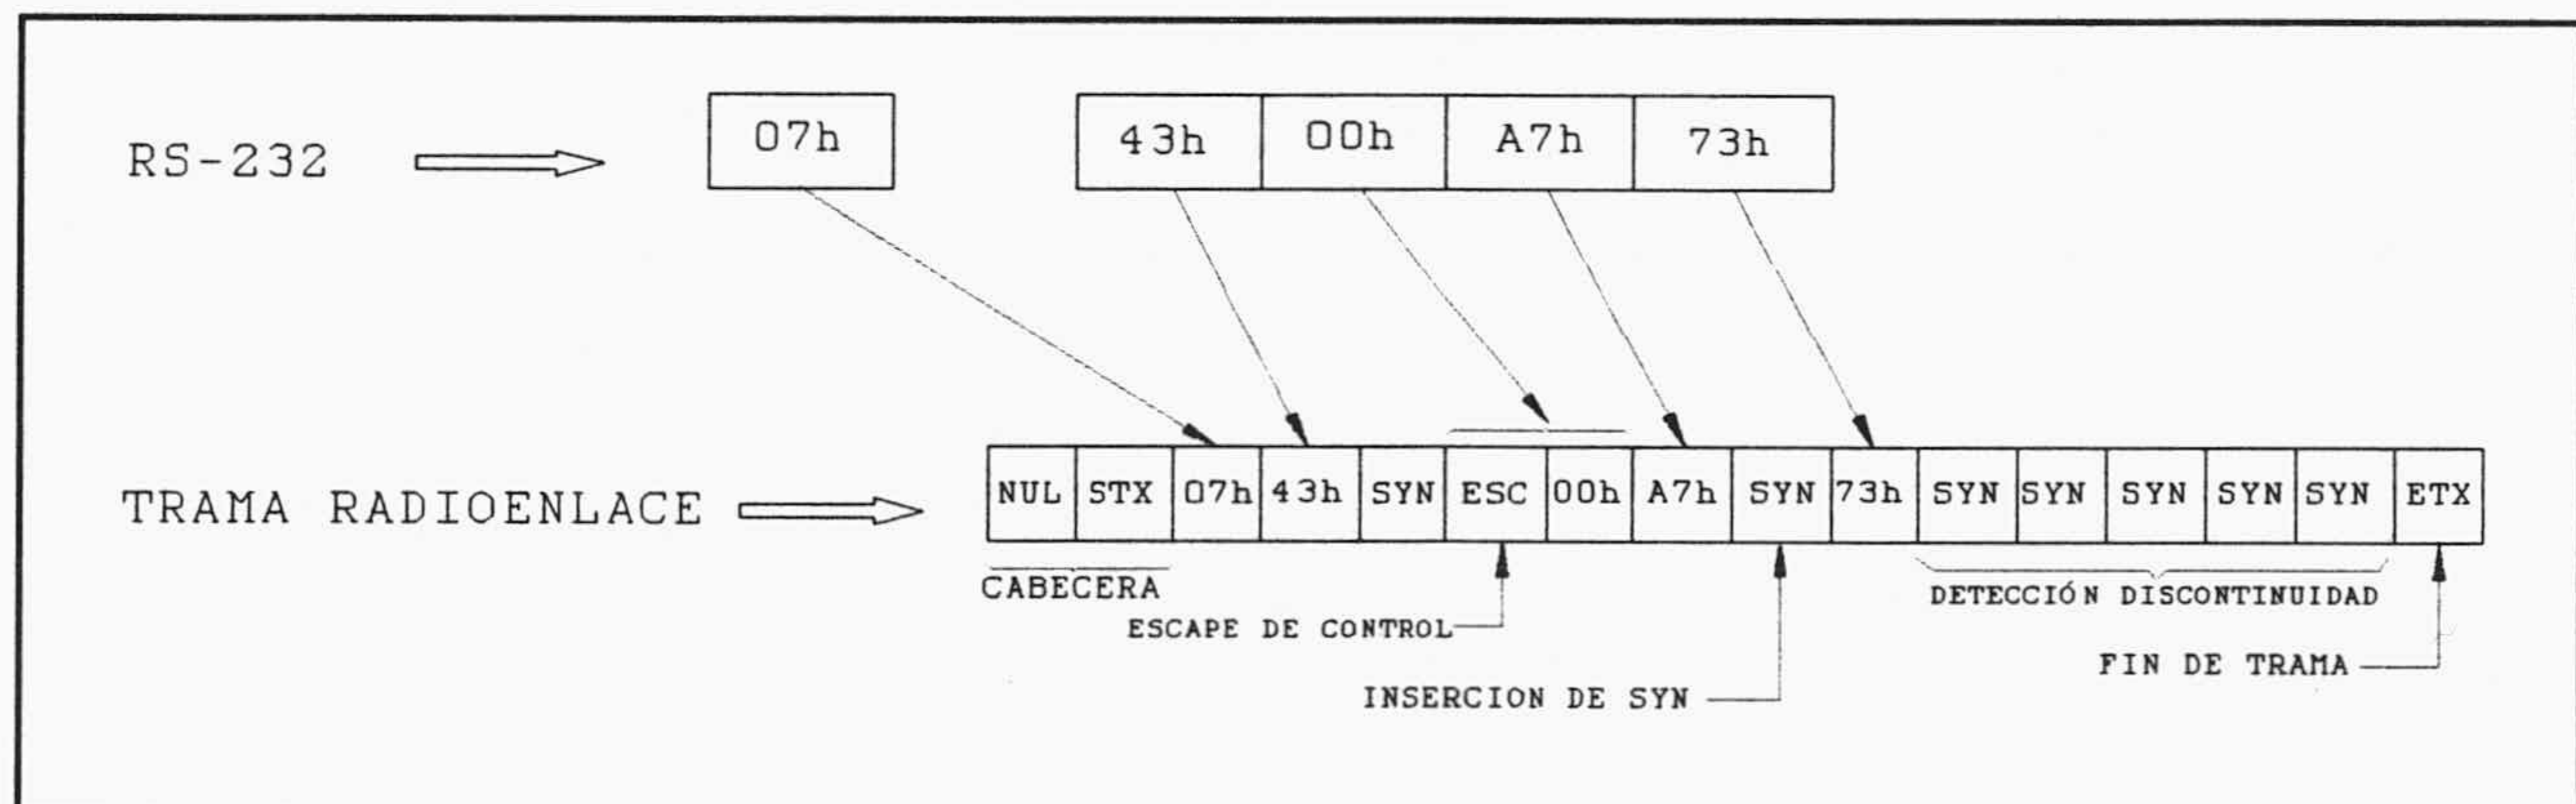 RS-232 07h 43h 00h A7h 73h
TRAMA RADIOENLACE NUL STX 07h 43h SYN ESC 00h A7h SYN 73h SYN SYN SYN SYN SYN ETX
CABECERA
DETECCIÓN DISCONTINUIDAD
ESCAPE DE CONTROL
FIN DE TRAMA
INSERCION DE SYN